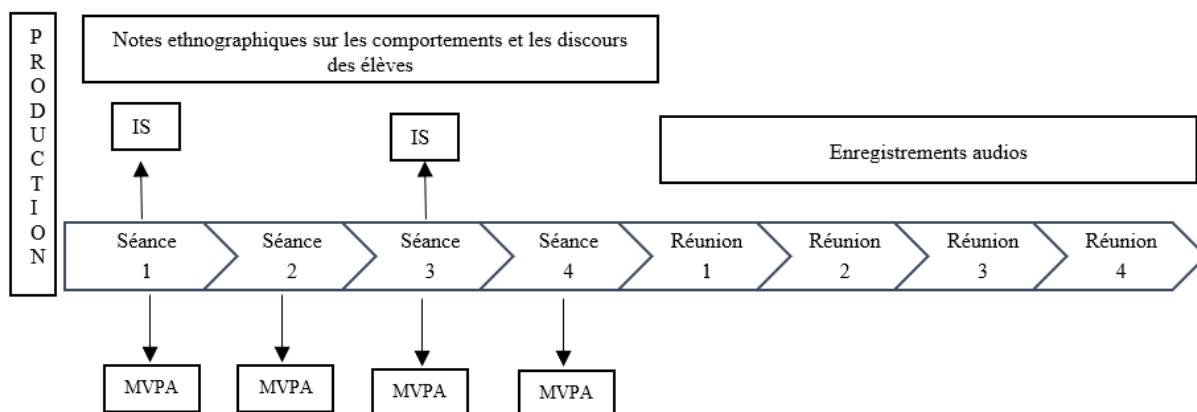 PRODUCTION
Notes ethnographiques sur les comportements et les discours
des élèves
IS
IS
Enregistrements audios
Séance
1
Séance
2
Séance
3
Séance
4
Réunion
1
Réunion
2
Réunion
3
Réunion
4
MVPA
MVPA
MVPA
MVPA